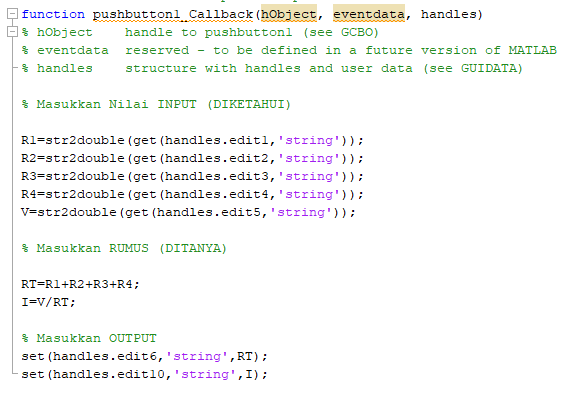 function pushbutton1_Callback(hObject, eventdata, handles)
% hObject    handle to pushbutton1 (see GCBO)
% eventdata  reserved - to be defined in a future version of MATLAB
% handles    structure with handles and user data (see GUIDATA)
% Masukkan Nilai INPUT (DIKETAHUI)
R1=str2double(get(handles.edit1,'string'));
R2=str2double(get(handles.edit2,'string'));
R3=str2double(get(handles.edit3,'string'));
R4=str2double(get(handles.edit4,'string'));
V=str2double(get(handles.edit5,'string'));
% Masukkan RUMUS (DITANYA)
RT=R1+R2+R3+R4;
I=V/RT;
% Masukkan OUTPUT
set(handles.edit6,'string',RT);
set(handles.edit10,'string',I);